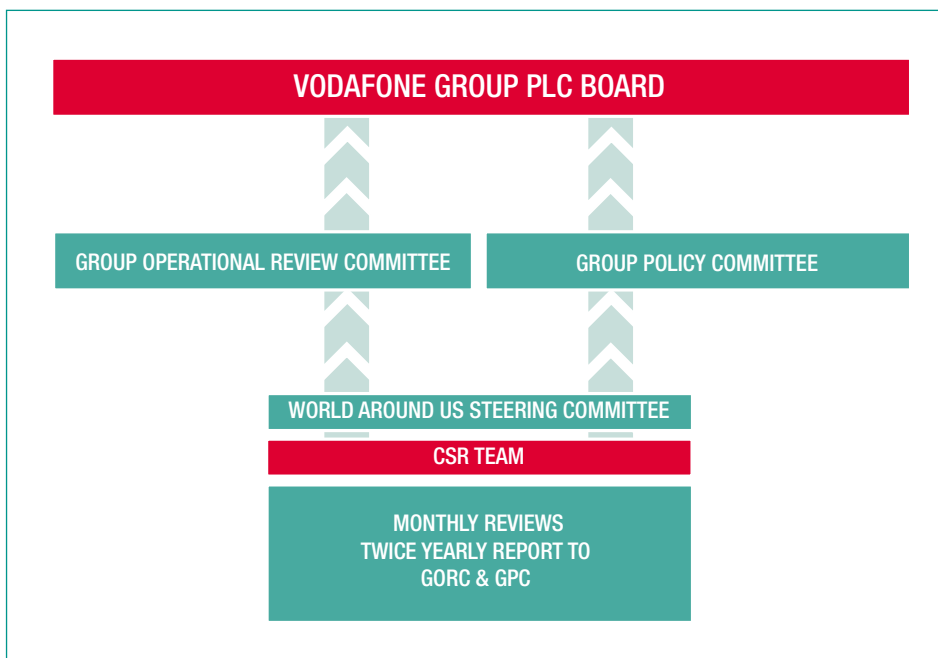 VODAFONE GROUP PLC BOARD
GROUP OPERATIONAL REVIEW COMMITTEE
GROUP POLICY COMMITTEE
WORLD AROUND US STEERING COMMITTEE
CSR TEAM
MONTHLY REVIEWS
TWICE YEARLY REPORT TO
GORC & GPC